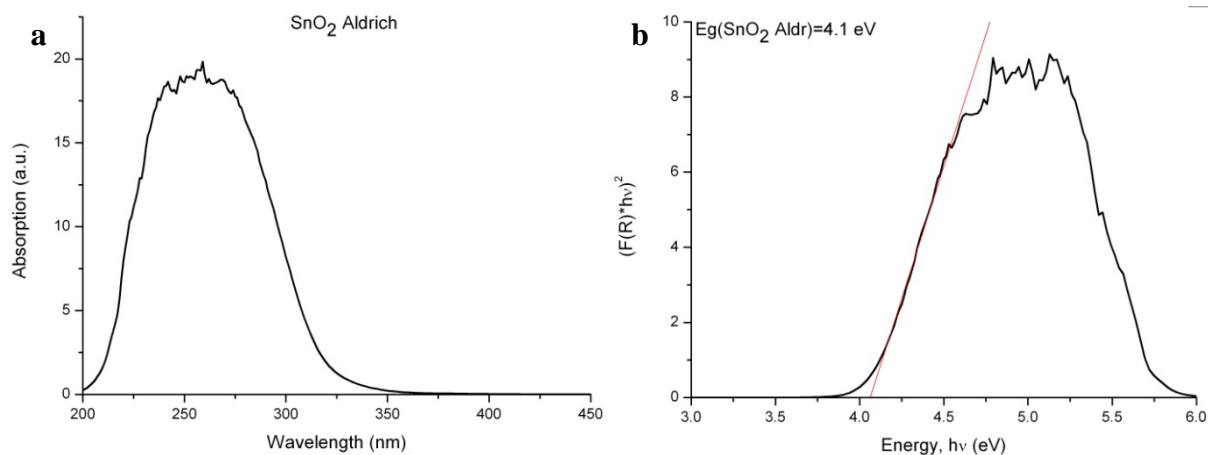 a
SnO2 Aldrich
20
15
10
5
0
200 250 300 350 400 450
Absorption (a.u.)
Wavelength (nm)
b
Eg(SnO2 Aldr)=4.1 eV
10
8
6
4
2
0
3.0 3.5 4.0 4.5 5.0 5.5 6.0
(F(R)*hν)²
Energy, hν (eV)